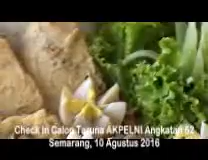 Check in Calon Taruna AKPELNI Angkatan 52
Semarang, 10 Agustus 2016